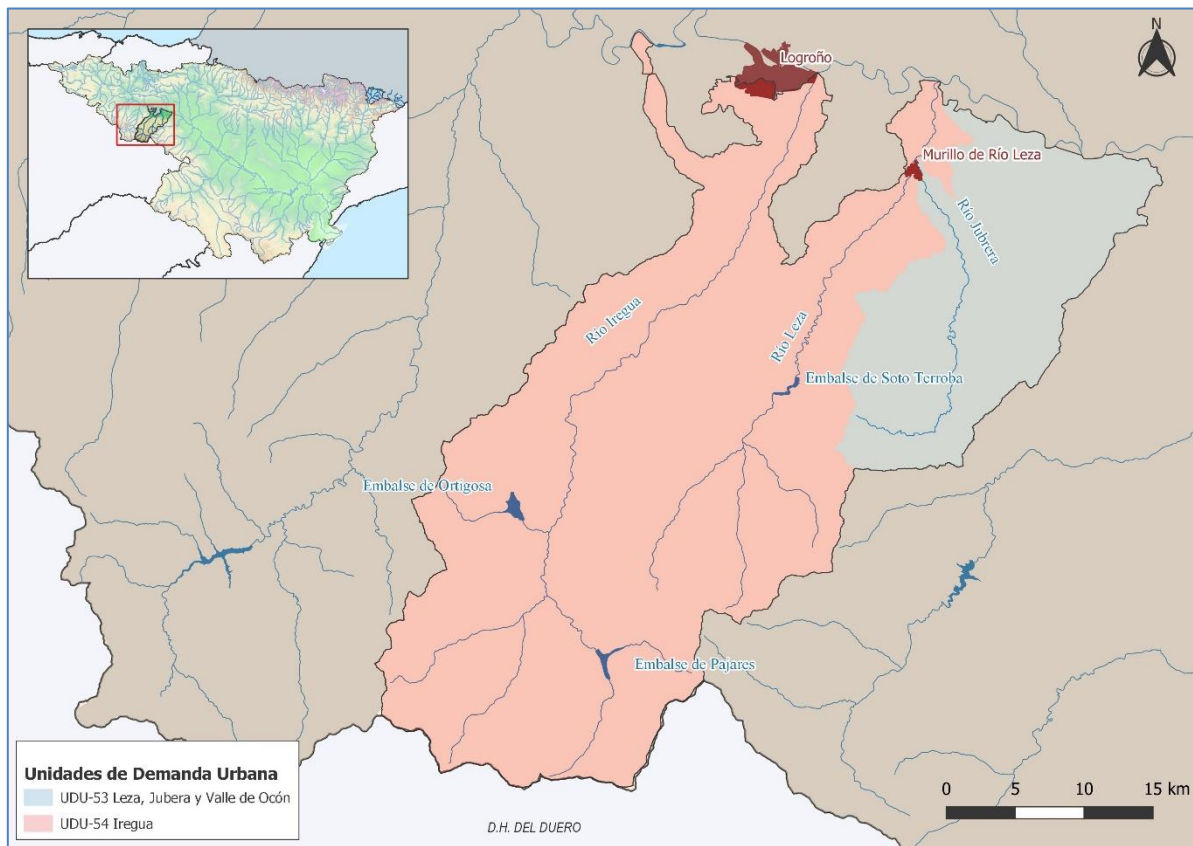 N
Logroño
Murillo de Río Leza
Río Jubrera
Río Iregua
Río Leza
Embalse de Soto Terroba
Embalse de Ortigosa
Embalse de Pajares
Unidades de Demanda Urbana
UDU-53 Leza, Jubera y Valle de Ocón
UDU-54 Iregua
D.H. DEL DUERO
0 5 10 15 km